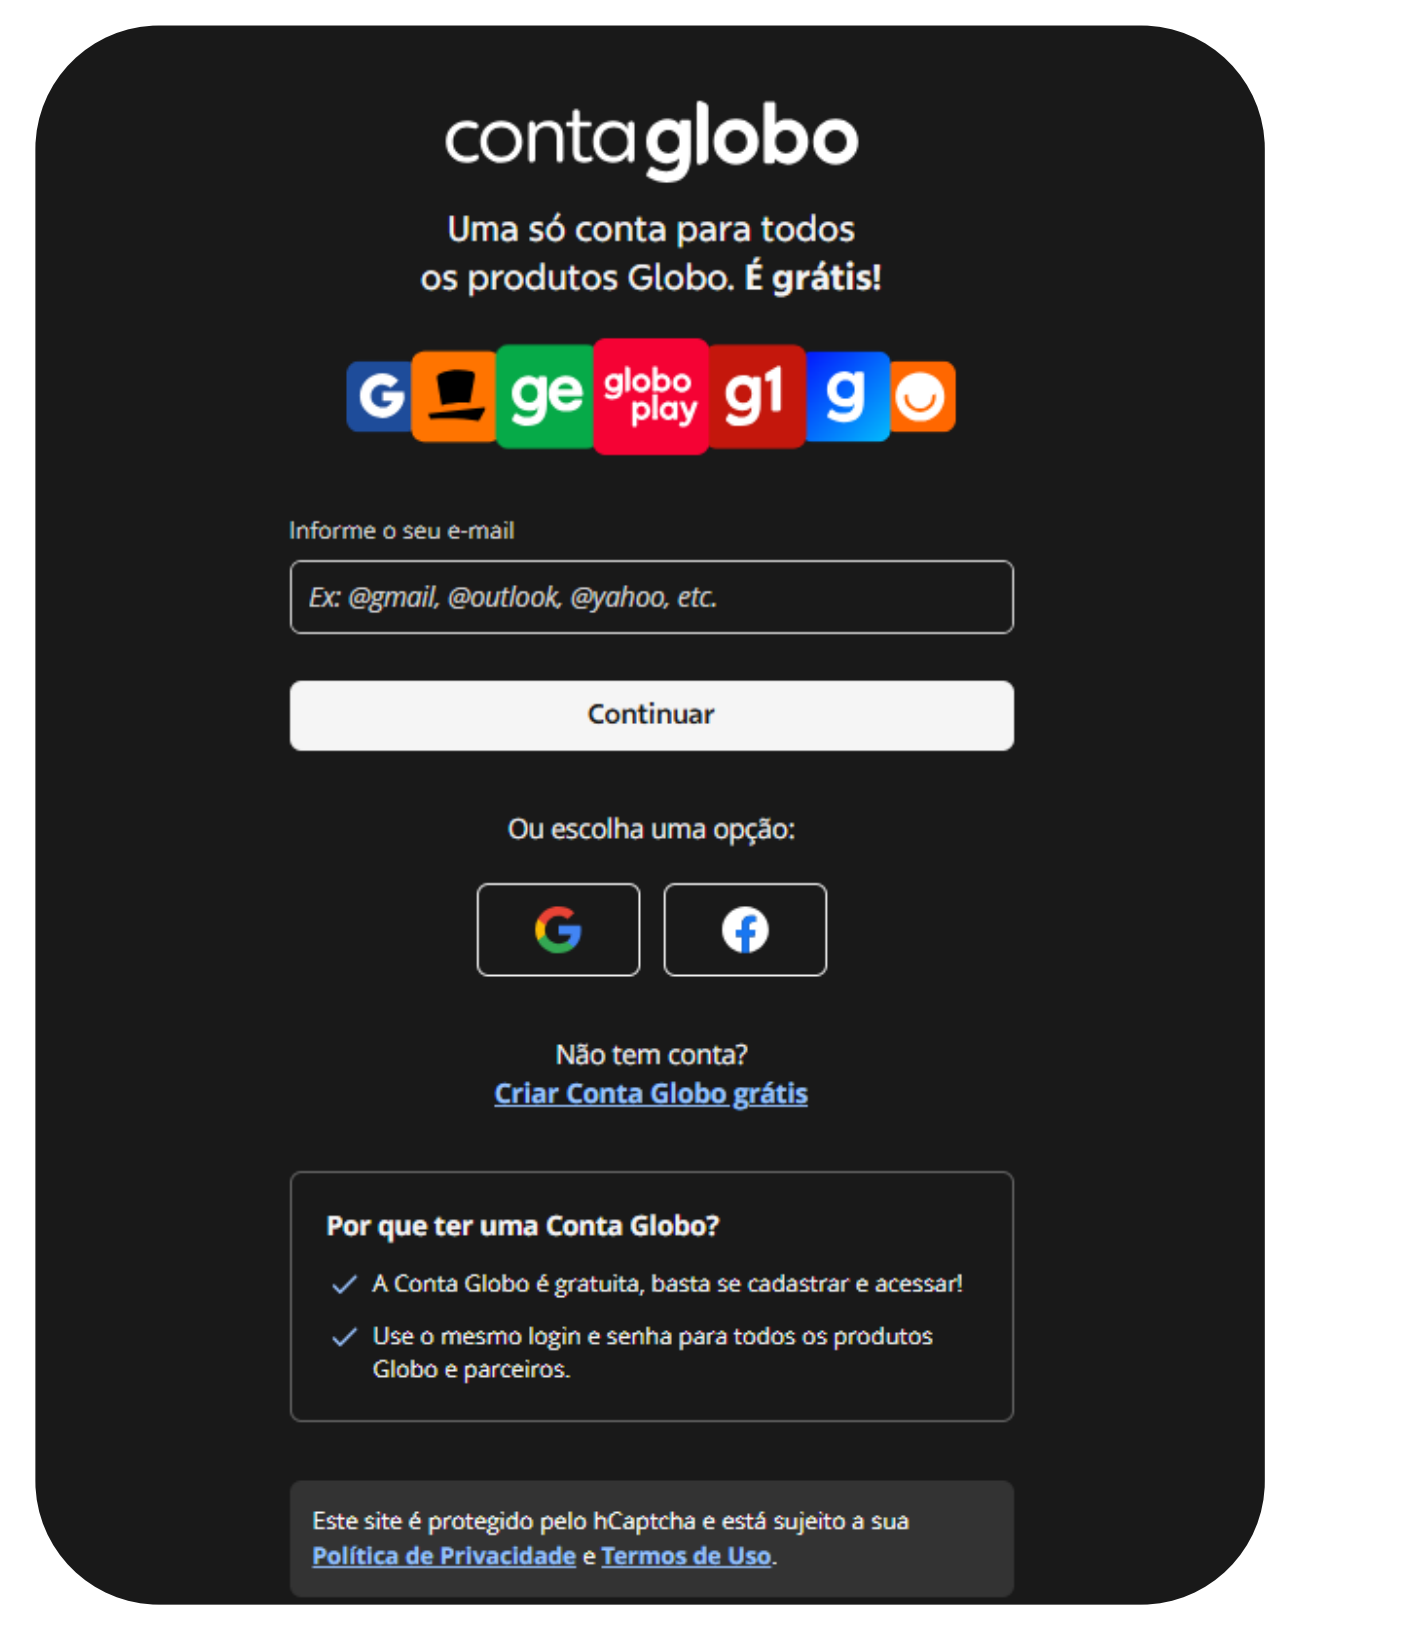 contaglobo
Uma só conta para todos
os produtos Globo. É grátis!
G ge globo play g1 g
Informe o seu e-mail
Ex: @gmail, @outlook, @yahoo, etc.
Continuar
Ou escolha uma opção:
Não tem conta?
Criar Conta Globo grátis
Por que ter uma Conta Globo?
A Conta Globo é gratuita, basta se cadastrar e acessar!
Use o mesmo login e senha para todos os produtos
Globo e parceiros.
Este site é protegido pelo hCaptcha e está sujeito a sua
Política de Privacidade e Termos de Uso.